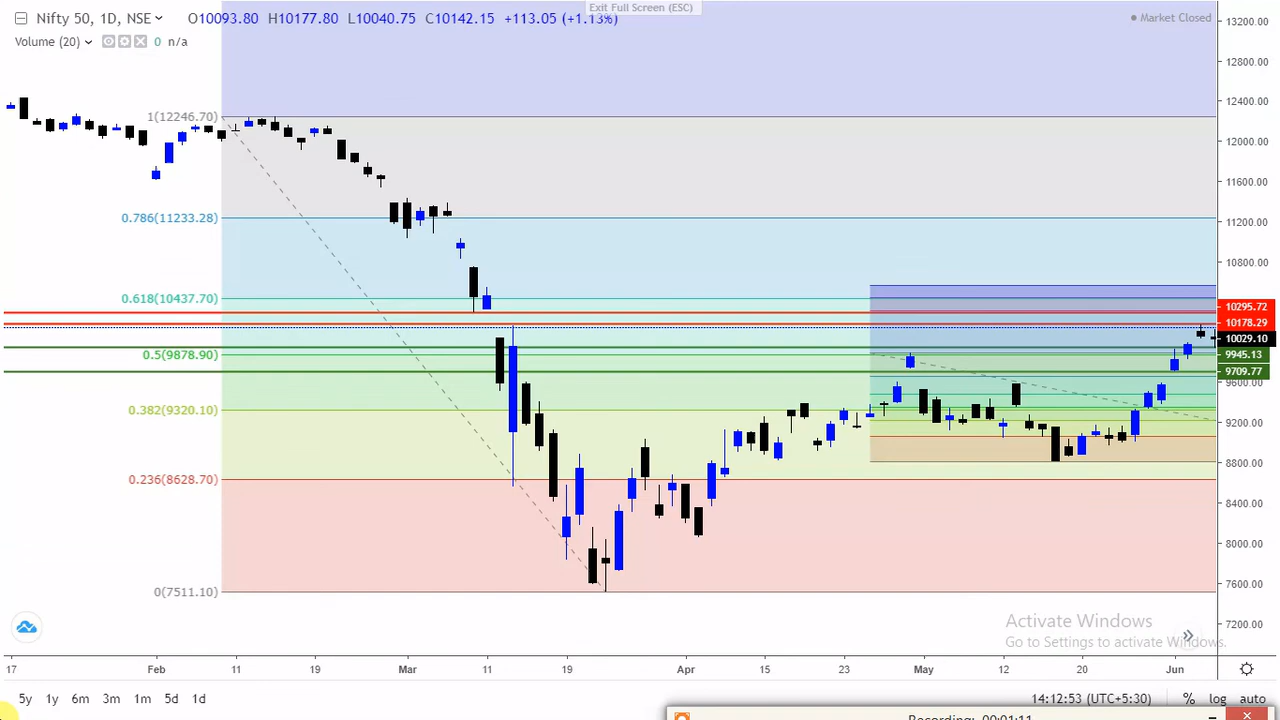 Nifty 50, 1D, NSE O10093.80 H10177.80 L10040.75 C10142.15 +113.05 (+1.13%)
Exit Full Screen (ESC)
Market Closed
Volume (20) 0 n/a
13200.00
12800.00
12400.00
12000.00
11600.00
11200.00
10800.00
10295.72
10178.29
10029.10
9945.13
9709.77
9600.00
9200.00
8800.00
8400.00
8000.00
7600.00
7200.00
1(12246.70)
0.786(11233.28)
0.618(10437.70)
0.5(9878.90)
0.382(9320.10)
0.236(8628.70)
0(7511.10)
Activate Windows
Go to Settings to activate Windows.
17 Feb 11 19 Mar 11 19 Apr 15 23 May 12 20 Jun
5y 1y 6m 3m 1m 5d 1d 14:12:53 (UTC+5:30) % log auto
Recording: 00:01:11